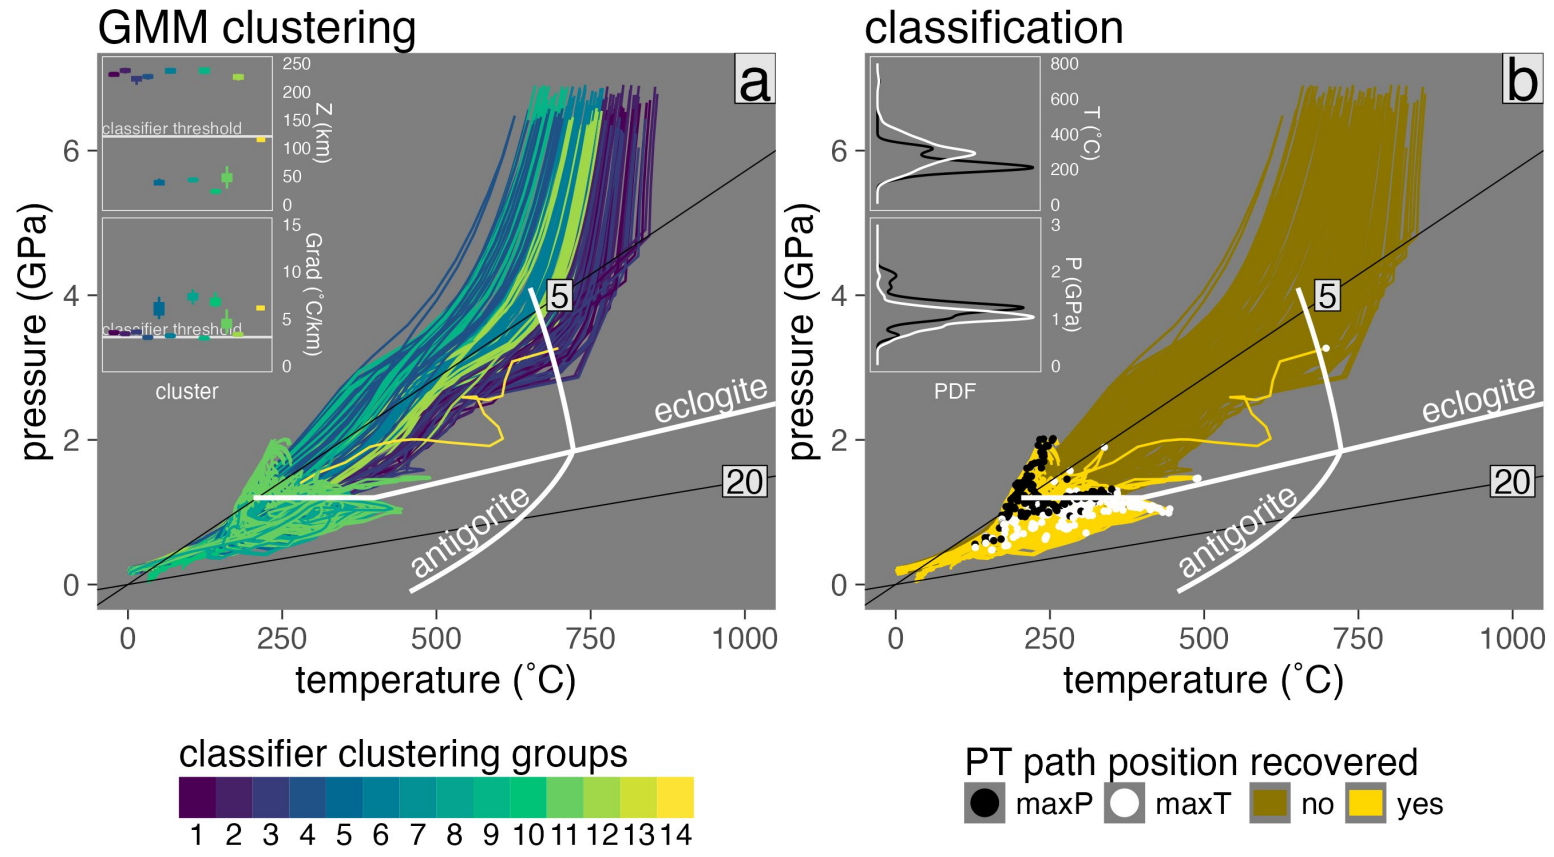 GMM clustering
classification
a
250
200
150
100
50
0
Z (km)
classifier threshold
15
10
5
0
Grad (˚C/km)
classifier threshold
cluster
5
eclogite
20
antigorite
6
4
2
0
pressure (GPa)
0
250
500
750
1000
temperature (˚C)
b
800
600
400
200
0
T (˚C)
3
2
1
0
P (GPa)
PDF
5
eclogite
20
antigorite
6
4
2
0
pressure (GPa)
0
250
500
750
1000
temperature (˚C)
classifier clustering groups
1 2 3 4 5 6 7 8 9 10 11 12 13 14
PT path position recovered
maxP maxT no yes